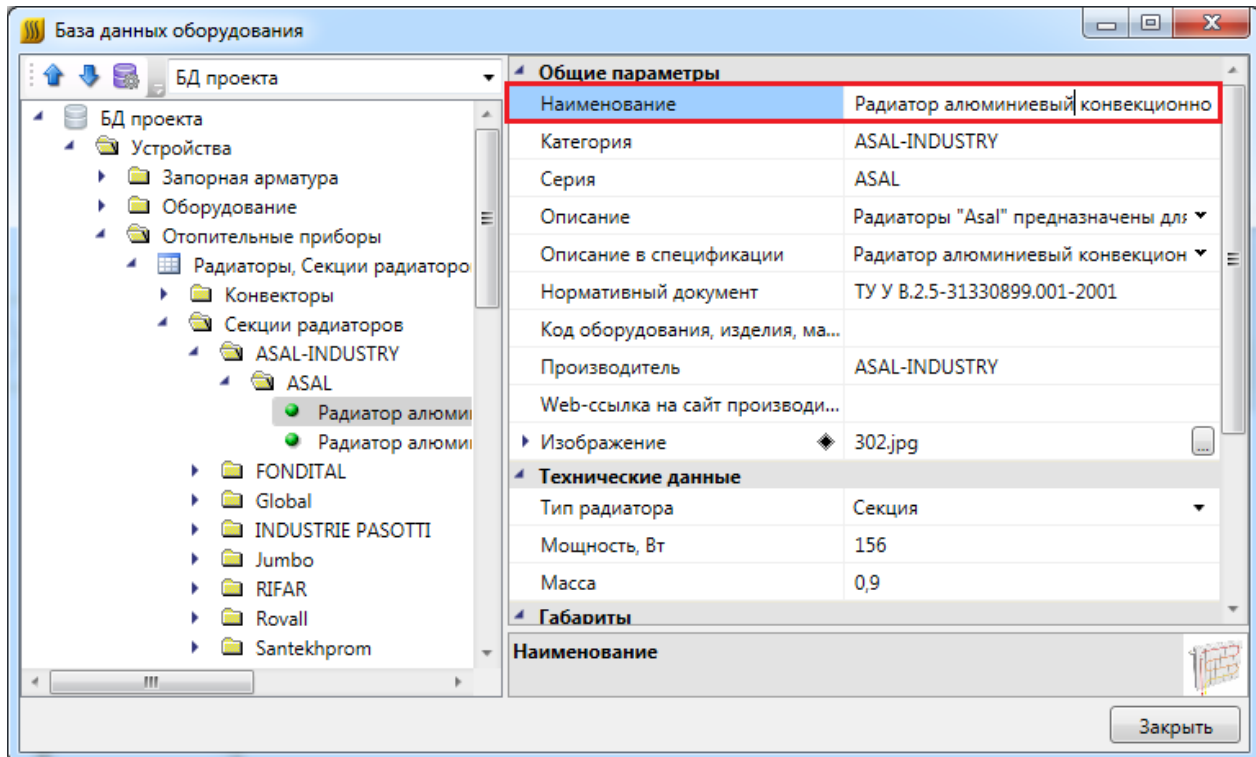 База данных оборудования
БД проекта
БД проекта
Устройства
Запорная арматура
Оборудование
Отопительные приборы
Радиаторы, Секции радиаторо
Конвекторы
Секции радиаторов
ASAL-INDUSTRY
ASAL
Радиатор алюми
Радиатор алюми
FONDITAL
Global
INDUSTRIE PASOTTI
Jumbo
RIFAR
Rovall
Santekhprom
Общие параметры
Наименование Радиатор алюминиевый конвекционно
Категория ASAL-INDUSTRY
Серия ASAL
Описание Радиаторы "Asal" предназначены для
Описание в спецификации Радиатор алюминиевый конвекцион
Нормативный документ ТУ У В.2.5-31330899.001-2001
Код оборудования, изделия, ма...
Производитель ASAL-INDUSTRY
Web-ссылка на сайт производи...
Изображение 302.jpg ...
Технические данные
Тип радиатора Секция
Мощность, Вт 156
Масса 0,9
Габариты
Наименование
Закрыть